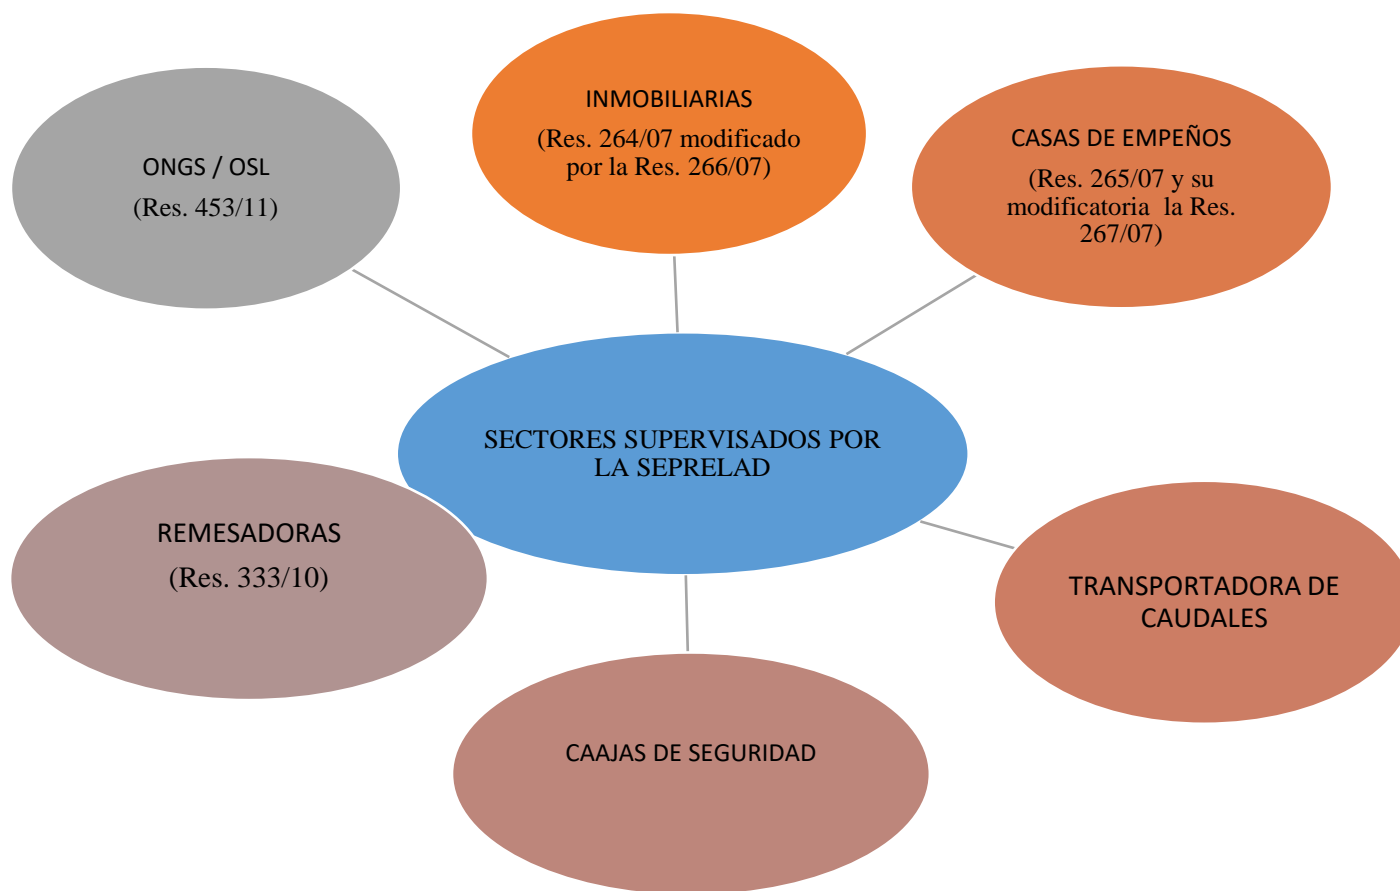 INMOBILIARIAS
(Res. 264/07 modificado
por la Res. 266/07)
CASAS DE EMPEÑOS
(Res. 265/07 y su
modificatoria  la Res.
267/07)
ONGS / OSL
(Res. 453/11)
SECTORES SUPERVISADOS POR
LA SEPRELAD
REMESADORAS
(Res. 333/10)
TRANSPORTADORA DE
CAUDALES
CAAJAS DE SEGURIDAD